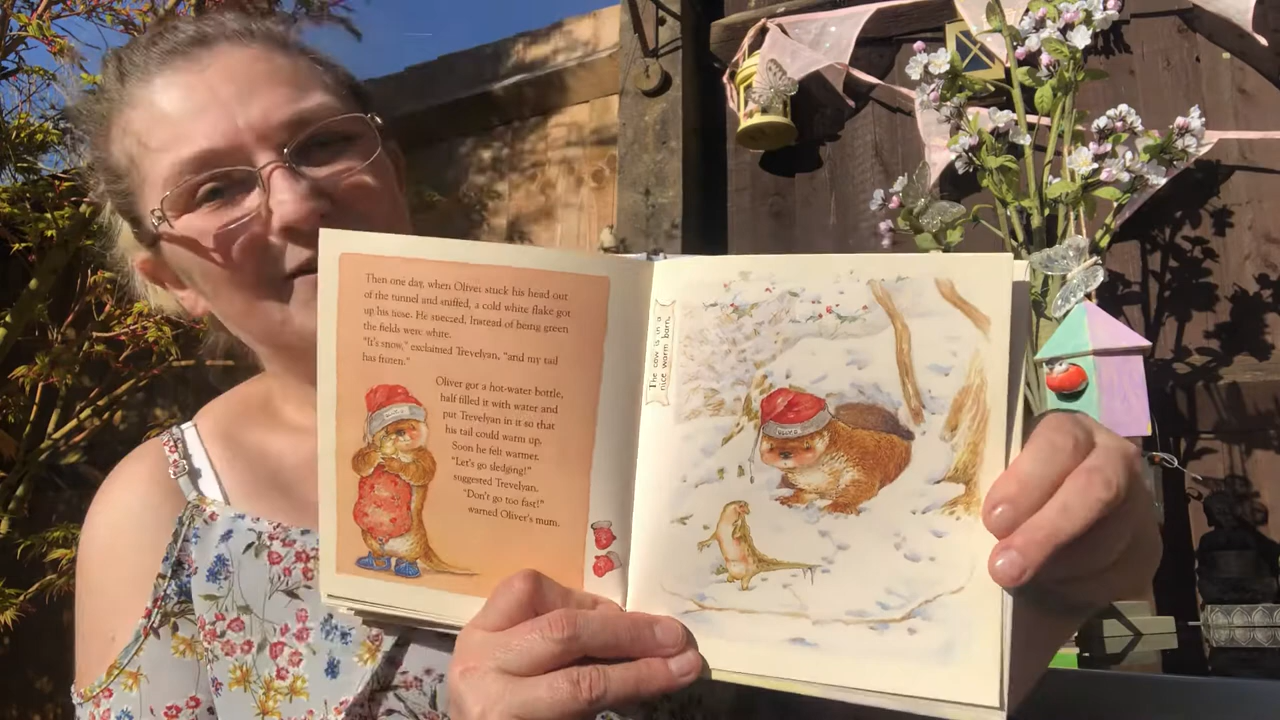 Then one day, when Oliver stuck his head out
of the tunnel and sniffed, a cold white flake got
up his nose. He sneezed. Instead of being green
the fields were white.
"It's snow," exclaimed Trevelyan, "and my tail
has frozen."
Oliver got a hot-water bottle,
half filled it with water and
put Trevelyan in it so that
his tail could warm up.
Soon he felt warmer.
"Let's go sledging!"
suggested Trevelyan.
"Don't go too fast!"
warned Oliver's mum.
The cow is in a
nice warm barn.